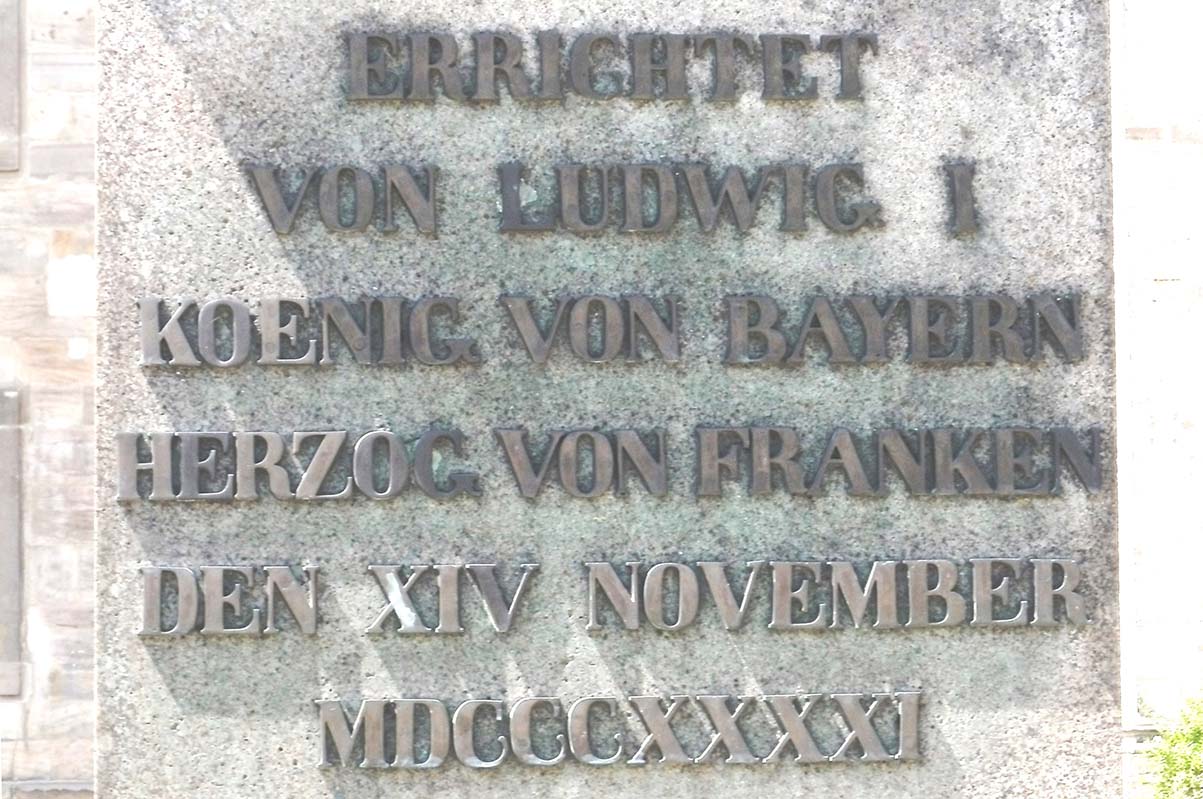 ERRICHTET
VON LUDWIG I
KOENIG VON BAYERN
HERZOG VON FRANKEN
DEN XIV NOVEMBER
MDCCCXXXXI